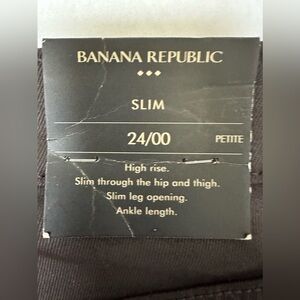 BANANA REPUBLIC
SLIM
24/00 PETITE
High rise.
Slim through the hip and thigh.
Slim leg opening.
Ankle length.